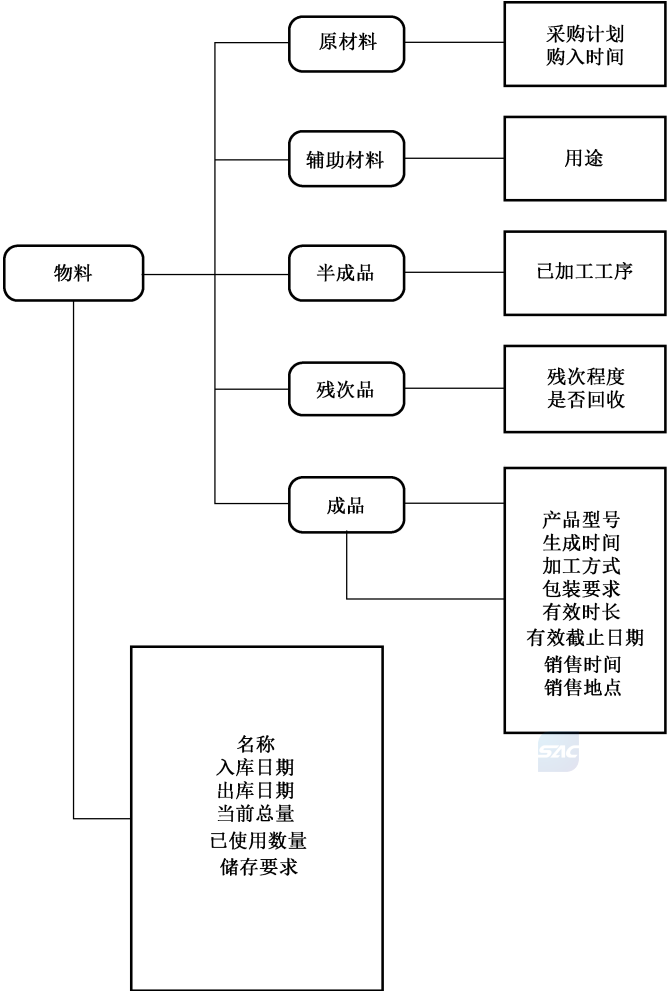 原材料
采购计划
购入时间
辅助材料
用途
物料
半成品
已加工工序
残次品
残次程度
是否回收
成品
产品型号
生成时间
加工方式
包装要求
有效时长
有效截止日期
销售时间
销售地点
SAC
名称
入库日期
出库日期
当前总量
已使用数量
储存要求